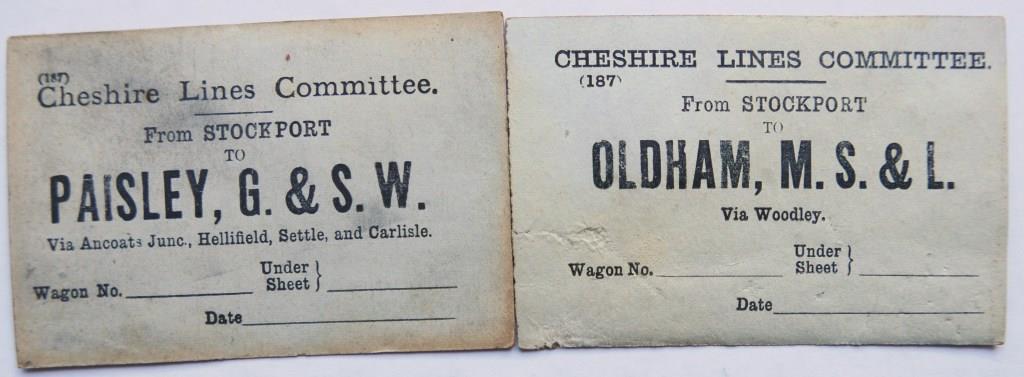 (187)
Cheshire Lines Committee.
From STOCKPORT
TO
PAISLEY, G. & S. W.
Via Ancoats Junc., Hellifield, Settle, and Carlisle.
Wagon No. Under Sheet }
Date
CHESHIRE LINES COMMITTEE.
(187)
From STOCKPORT
TO
OLDHAM, M. S. & L.
Via Woodley.
Wagon No. Under Sheet }
Date